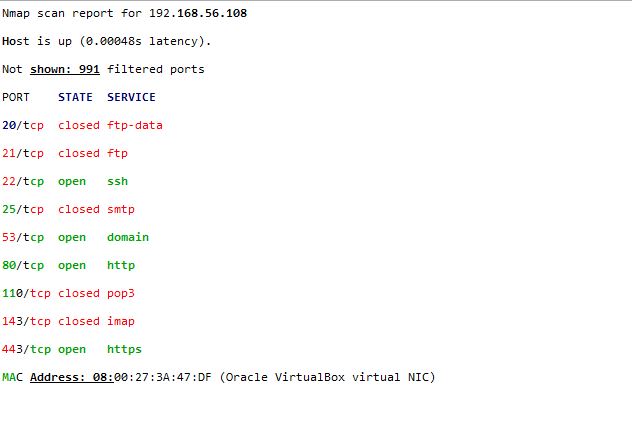 Nmap scan report for 192.168.56.108
Host is up (0.00048s latency).
Not shown: 991 filtered ports
PORT    STATE  SERVICE
20/tcp  closed ftp-data
21/tcp  closed ftp
22/tcp  open   ssh
25/tcp  closed smtp
53/tcp  open   domain
80/tcp  open   http
110/tcp closed pop3
143/tcp closed imap
443/tcp open   https
MAC Address: 08:00:27:3A:47:DF (Oracle VirtualBox virtual NIC)